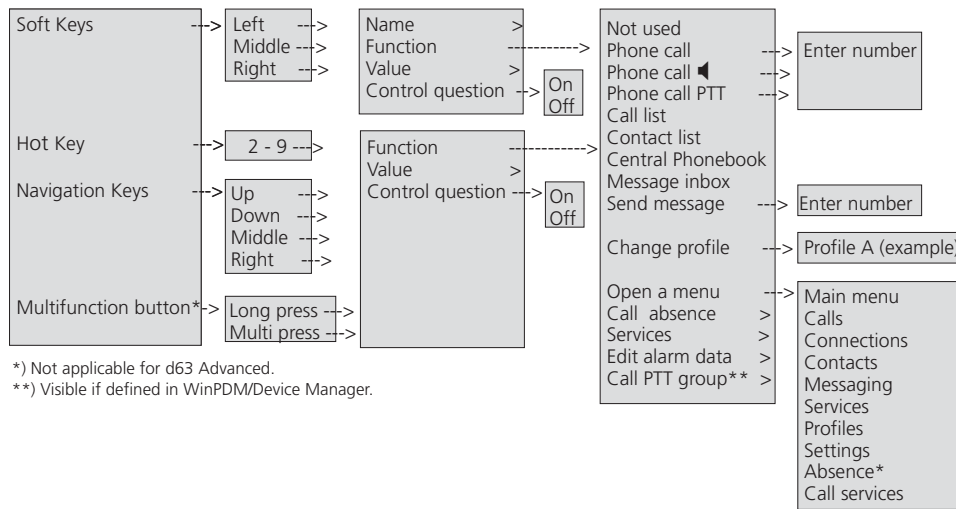 Soft Keys --->
Left --->
Middle --->
Right --->
Name >
Function ----------->
Value >
Control question -->
On
Off
Hot Key --->
2 - 9 --->
Navigation Keys --->
Up --->
Down --->
Middle --->
Right --->
Multifunction button*->
Long press --->
Multi press --->
Function ------------>
Value >
Control question --->
On
Off
Not used
Phone call --->
Phone call --->
Phone call PTT --->
Enter number
Call list
Contact list
Central Phonebook
Message inbox
Send message --->
Enter number
Change profile --->
Profile A (example)
Open a menu --->
Call absence >
Services >
Edit alarm data >
Call PTT group** >
Main menu
Calls
Connections
Contacts
Messaging
Services
Profiles
Settings
Absence*
Call services
*) Not applicable for d63 Advanced.
**) Visible if defined in WinPDM/Device Manager.